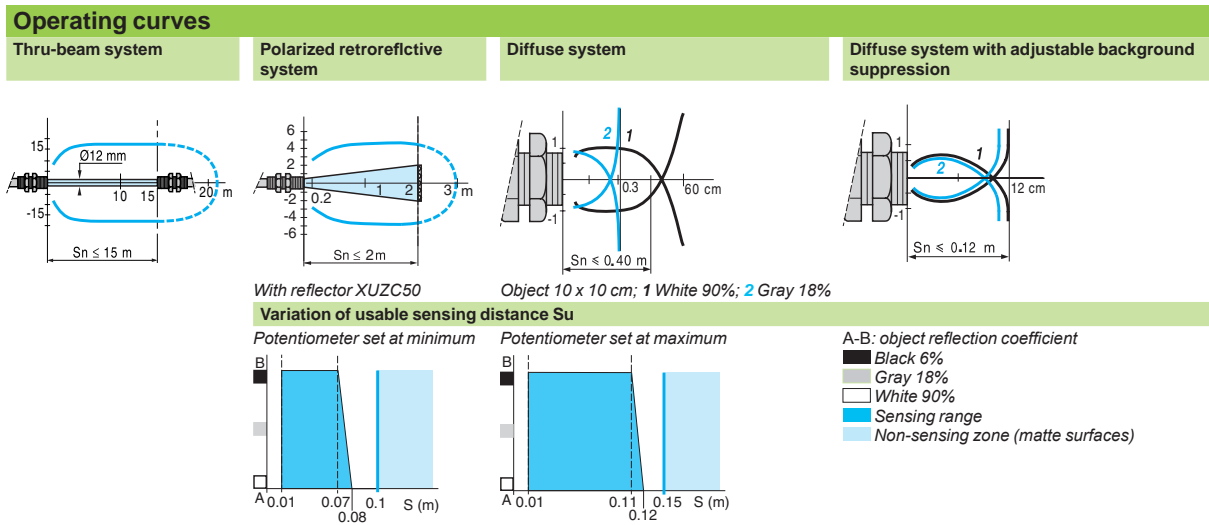 Operating curves
Thru-beam system
Polarized retroreflctive
system
Diffuse system
Diffuse system with adjustable background
suppression
15
-15
Ø12 mm
10 15 20 m
Sn ≤ 15 m
6
4
2
0
-2
-4
-6
0.2 1 2 3 m
Sn ≤ 2 m
1
-1
2 1
0.3 60 cm
Sn ≤ 0.40 m
1
-1
1
2
12 cm
Sn ≤ 0.12 m
With reflector XUZC50
Object 10 x 10 cm; 1 White 90%; 2 Gray 18%
Variation of usable sensing distance Su
Potentiometer set at minimum
B
A
0.01 0.07 0.1 S (m)
0.08
Potentiometer set at maximum
B
A
0.01 0.11 0.15 S (m)
0.12
A-B: object reflection coefficient
Black 6%
Gray 18%
White 90%
Sensing range
Non-sensing zone (matte surfaces)